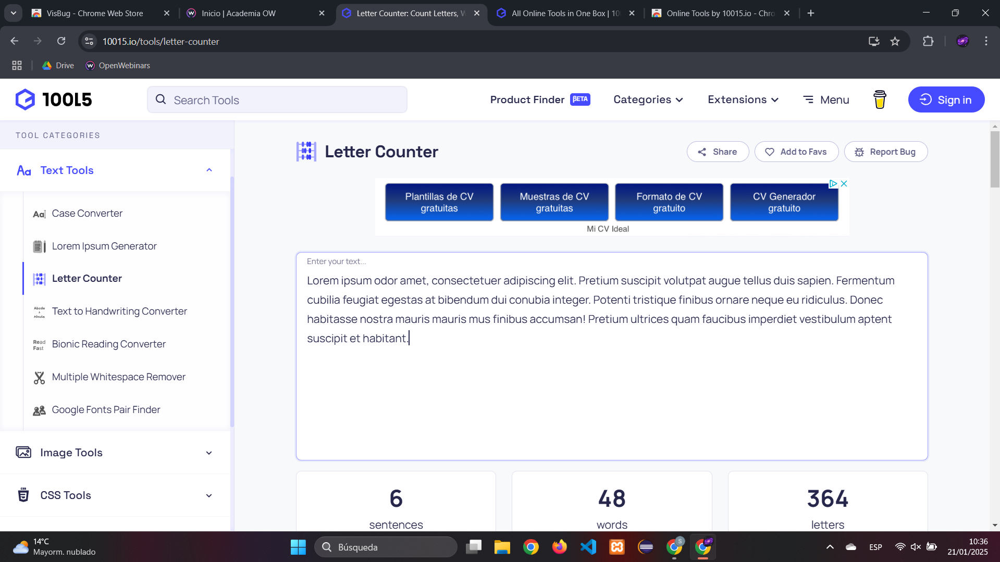 VisBug - Chrome Web Store
Inicio | Academia OW
Letter Counter: Count Letters, W
All Online Tools in One Box | 10
Online Tools by 10015.io - Chro
10015.io/tools/letter-counter
Drive
OpenWebinars
10015
Search Tools
Product Finder BETA
Categories
Extensions
Menu
Sign in
TOOL CATEGORIES
Text Tools
Case Converter
Lorem Ipsum Generator
Letter Counter
Text to Handwriting Converter
Bionic Reading Converter
Multiple Whitespace Remover
Google Fonts Pair Finder
Image Tools
CSS Tools
Letter Counter
Share
Add to Favs
Report Bug
Plantillas de CV
gratuitas
Muestras de CV
gratuitas
Formato de CV
gratuito
CV Generador
gratuito
Mi CV Ideal
Enter your text...
Lorem ipsum odor amet, consectetuer adipiscing elit. Pretium suscipit volutpat augue tellus duis sapien. Fermentum
cubilia feugiat egestas at bibendum dui conubia integer. Potenti tristique finibus ornare neque eu ridiculus. Donec
habitasse nostra mauris mauris mus finibus accumsan! Pretium ultrices quam faucibus imperdiet vestibulum aptent
suscipit et habitant.
6
sentences
48
words
364
letters
14°C
Mayorm. nublado
Búsqueda
ESP
10:36
21/01/2025